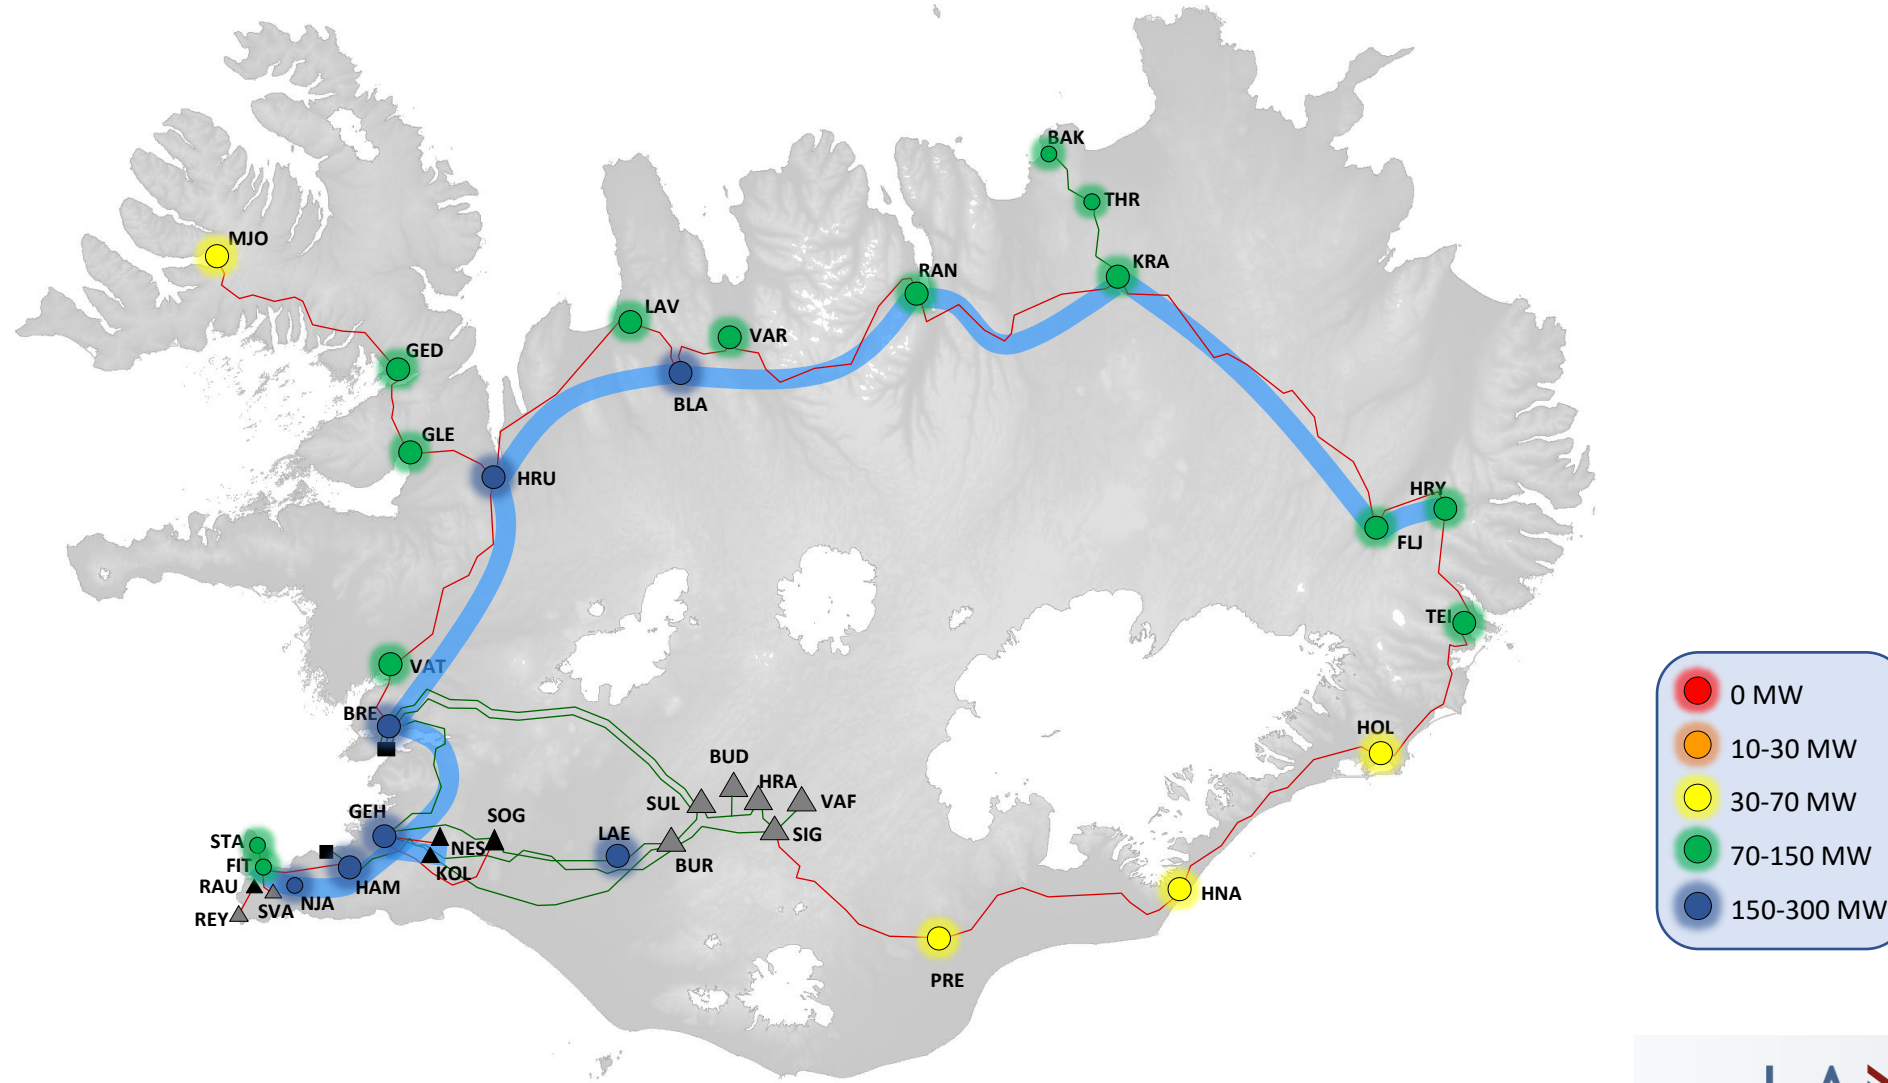 BAK
THR
MJO
KRA
RAN
LAV
VAR
GED
BLA
GLE
HRU
HRY
FLJ
TEI
VAT
BRE
HOL
BUD
HRA
SUL
VAF
GEH
SOG
SIG
STA
LAE
NES
FIT
BUR
KOL
RAU
HAM
NJA
SVA
REY
HNA
PRE
0 MW
10-30 MW
30-70 MW
70-150 MW
150-300 MW